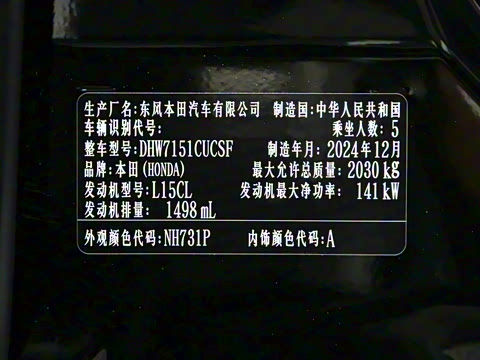 生产厂名:东风本田汽车有限公司 制造国:中华人民共和国
车辆识别代号: 乘坐人数: 5
整车型号:DHW7151CUCSF 制造年月: 2024年12月
品牌:本田(HONDA) 最大允许总质量: 2030 kg
发动机型号:L15CL 发动机最大净功率: 141 kW
发动机排量: 1498 mL
外观颜色代码:NH731P 内饰颜色代码:A